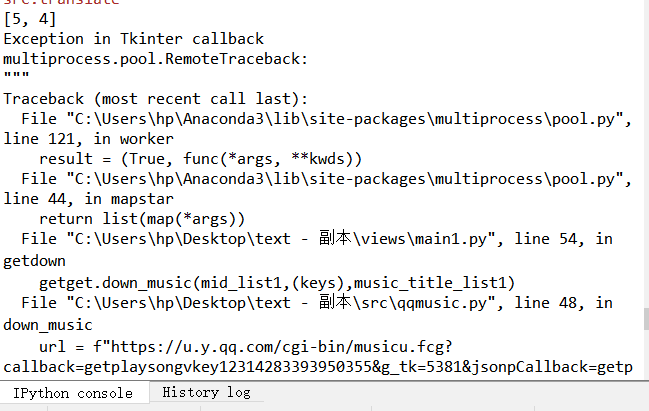 src.translate
[5, 4]
Exception in Tkinter callback
multiprocess.pool.RemoteTraceback:
"""
Traceback (most recent call last):
  File "C:\Users\hp\Anaconda3\lib\site-packages\multiprocess\pool.py",
line 121, in worker
    result = (True, func(*args, **kwds))
  File "C:\Users\hp\Anaconda3\lib\site-packages\multiprocess\pool.py",
line 44, in mapstar
    return list(map(*args))
  File "C:\Users\hp\Desktop\text - 副本\views\main1.py", line 54, in
getdown
    getget.down_music(mid_list1,(keys),music_title_list1)
  File "C:\Users\hp\Desktop\text - 副本\src\qqmusic.py", line 48, in
down_music
    url = f"https://u.y.qq.com/cgi-bin/musicu.fcg?
callback=getplaysongvkey12314283393950355&g_tk=5381&jsonpCallback=getp
IPython console History log